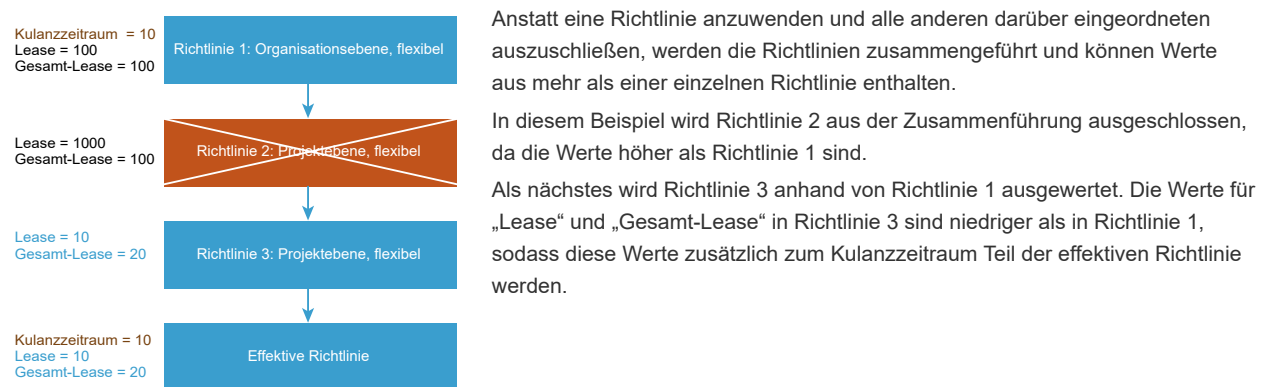 Kulanzzeitraum = 10
Lease = 100
Gesamt-Lease = 100
Richtlinie 1: Organisationsebene, flexibel
Lease = 1000
Gesamt-Lease = 100
Richtlinie 2: Projektebene, flexibel
Lease = 10
Gesamt-Lease = 20
Richtlinie 3: Projektebene, flexibel
Kulanzzeitraum = 10
Lease = 10
Gesamt-Lease = 20
Effektive Richtlinie
Anstatt eine Richtlinie anzuwenden und alle anderen darüber eingeordneten
auszuschließen, werden die Richtlinien zusammengeführt und können Werte
aus mehr als einer einzelnen Richtlinie enthalten.
In diesem Beispiel wird Richtlinie 2 aus der Zusammenführung ausgeschlossen,
da die Werte höher als Richtlinie 1 sind.
Als nächstes wird Richtlinie 3 anhand von Richtlinie 1 ausgewertet. Die Werte für
„Lease“ und „Gesamt-Lease“ in Richtlinie 3 sind niedriger als in Richtlinie 1,
sodass diese Werte zusätzlich zum Kulanzzeitraum Teil der effektiven Richtlinie
werden.